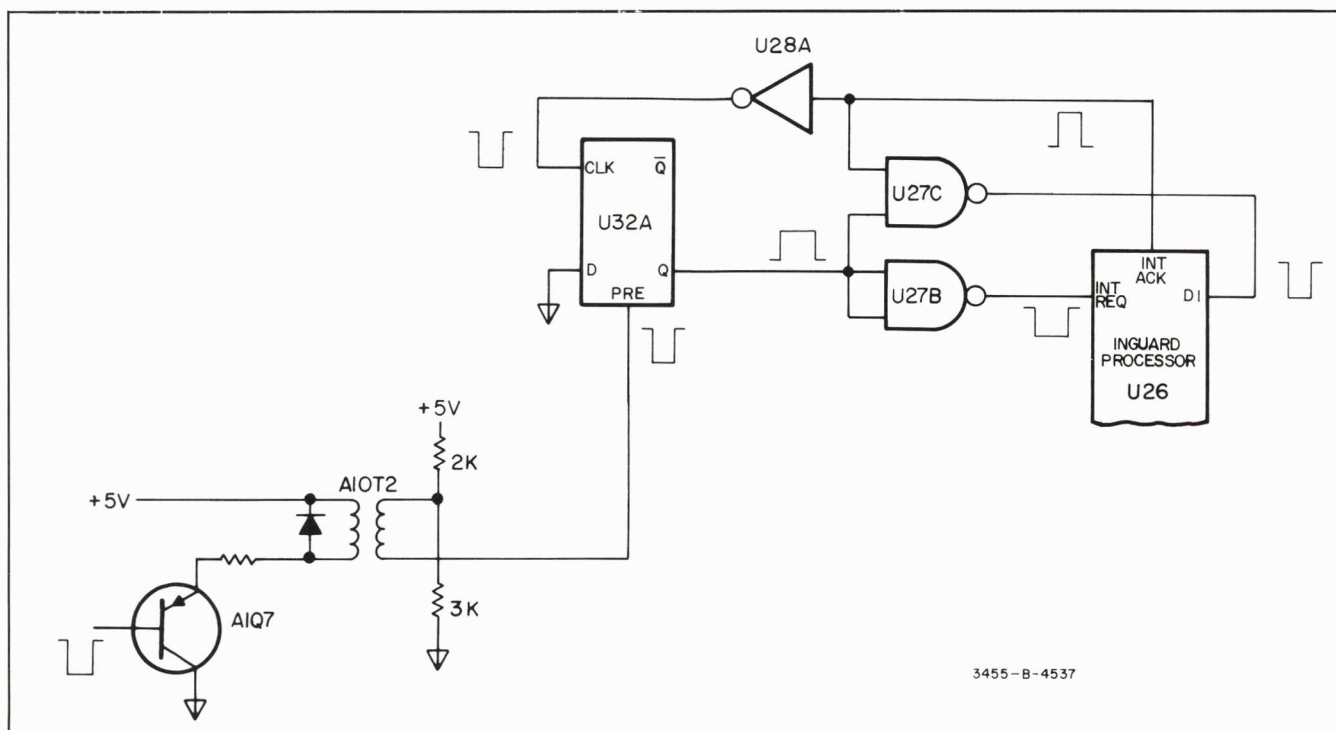 U28A
CLK
Q̅
U32A
D
Q
PRE
U27C
U27B
INT
ACK
INT
REQ
DI
INGUARD
PROCESSOR
U26
+5V
2K
A10T2
+5V
3K
A1Q7
3455-B-4537